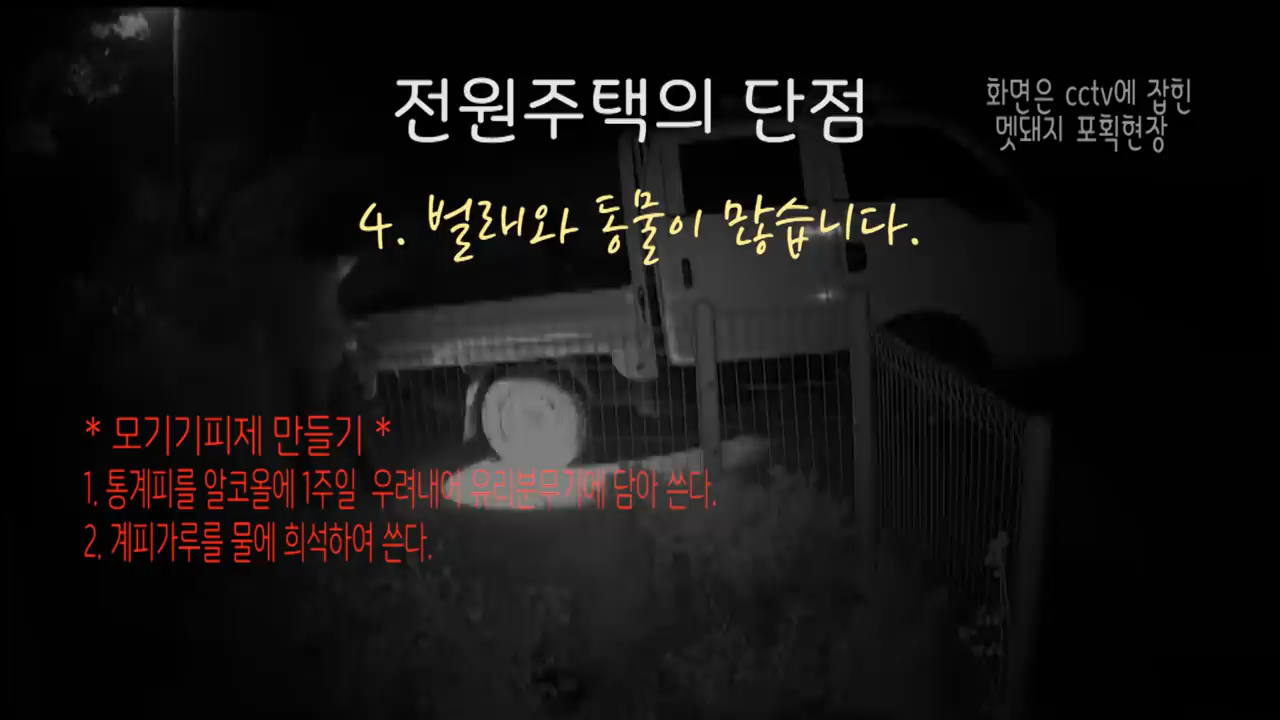 전원주택의 단점
화면은 cctv에 잡힌
멧돼지 포획현장
4. 벌래와 동물이 많습니다.
* 모기기피제 만들기 *
1. 통계피를 알코올에 1주일 우려내어 유리분무기에 담아 쓴다.
2. 계피가루를 물에 희석하여 쓴다.